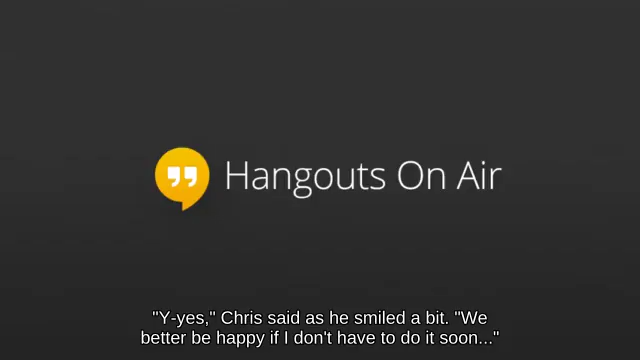 Hangouts On Air
"Y-yes," Chris said as he smiled a bit. "We
better be happy if I don't have to do it soon..."